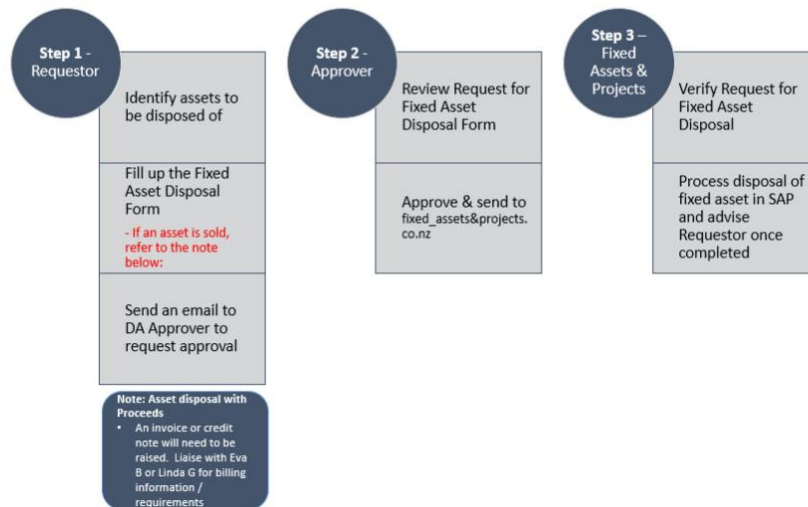 Step 1 -
Requestor
Identify assets to
be disposed of
Fill up the Fixed
Asset Disposal
Form
- If an asset is sold,
refer to the note
below:
Send an email to
DA Approver to
request approval
Note: Asset disposal with
Proceeds
• An invoice or credit
note will need to be
raised. Liaise with Eva
B or Linda G for billing
information /
requirements
Step 2 -
Approver
Review Request for
Fixed Asset
Disposal Form
Approve & send to
fixed_assets&projects.
co.nz
Step 3 –
Fixed
Assets &
Projects
Verify Request for
Fixed Asset
Disposal
Process disposal of
fixed asset in SAP
and advise
Requestor once
completed